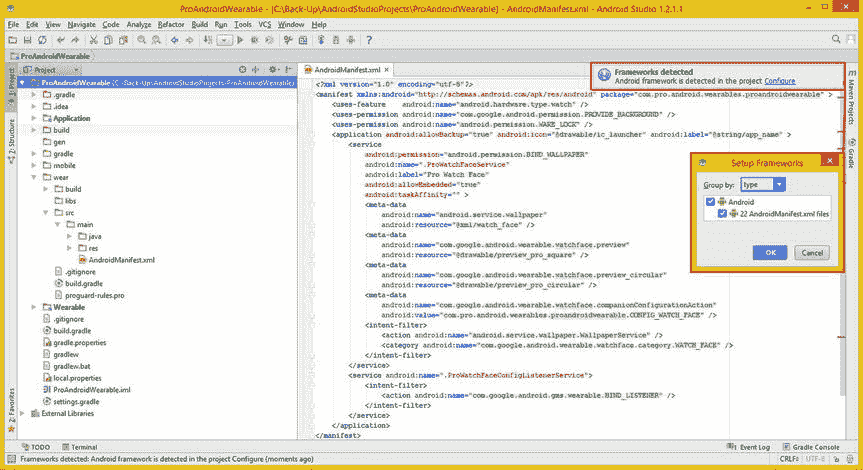 ProAndroidWearable - [C:\Back-Up\AndroidStudioProjects\ProAndroidWearable] - AndroidManifest.xml - Android Studio 1.2.1.1
File Edit View Navigate Code Analyze Refactor Build Run Tools VCS Window Help
ProAndroidWearable
Project
AndroidManifest.xml
Frameworks detected
Android framework is detected in the project Configure
1: Project
Structure
2: Favorites
Maven Projects
Gradle
ProAndroidWearable
.gradle
.idea
Application
build
gen
gradle
mobile
wear
build
libs
src
main
java
res
AndroidManifest.xml
.gitignore
build.gradle
proguard-rules.pro
Wearable
.gitignore
build.gradle
gradle.properties
gradlew
gradlew.bat
local.properties
ProAndroidWearable.iml
settings.gradle
External Libraries
<?xml version="1.0" encoding="utf-8"?>
<manifest xmlns:android="http://schemas.android.com/apk/res/android" package="com.pro.android.wearables.proandroidwearable" >
<uses-feature android:name="android.hardware.type.watch" />
<uses-permission android:name="com.google.android.permission.PROVIDE_BACKGROUND" />
<uses-permission android:name="android.permission.WAKE_LOCK" />
<application android:allowBackup="true" android:icon="@drawable/ic_launcher" android:label="@string/app_name" >
<service
android:permission="android.permission.BIND_WALLPAPER"
android:name=".ProWatchFaceService"
android:label="Pro Watch Face"
android:allowEmbedded="true"
android:taskAffinity="" >
<meta-data
android:name="android.service.wallpaper"
android:resource="@xml/watch_face" />
<meta-data
android:name="com.google.android.wearable.watchface.preview"
android:resource="@drawable/preview_pro_square" />
<meta-data
android:name="com.google.android.wearable.watchface.preview_circular"
android:resource="@drawable/preview_pro_circular" />
<meta-data
android:name="com.google.android.wearable.watchface.companionConfigurationAction"
android:value="com.pro.android.wearables.proandroidwearable.CONFIG_WATCH_FACE" />
<intent-filter>
<action android:name="android.service.wallpaper.WallpaperService" />
<category android:name="com.google.android.wearable.watchface.category.WATCH_FACE" />
</intent-filter>
</service>
<service android:name=".ProWatchFaceConfigListenerService">
<intent-filter>
<action android:name="com.google.android.gms.wearable.BIND_LISTENER" />
</intent-filter>
</service>
</application>
</manifest>
Setup Frameworks
Group by: type
Android
22 AndroidManifest.xml files
OK Cancel
TODO Terminal Event Log Gradle Console
Frameworks detected: Android framework is detected in the project Configure (moments ago) CRLF UTF-8